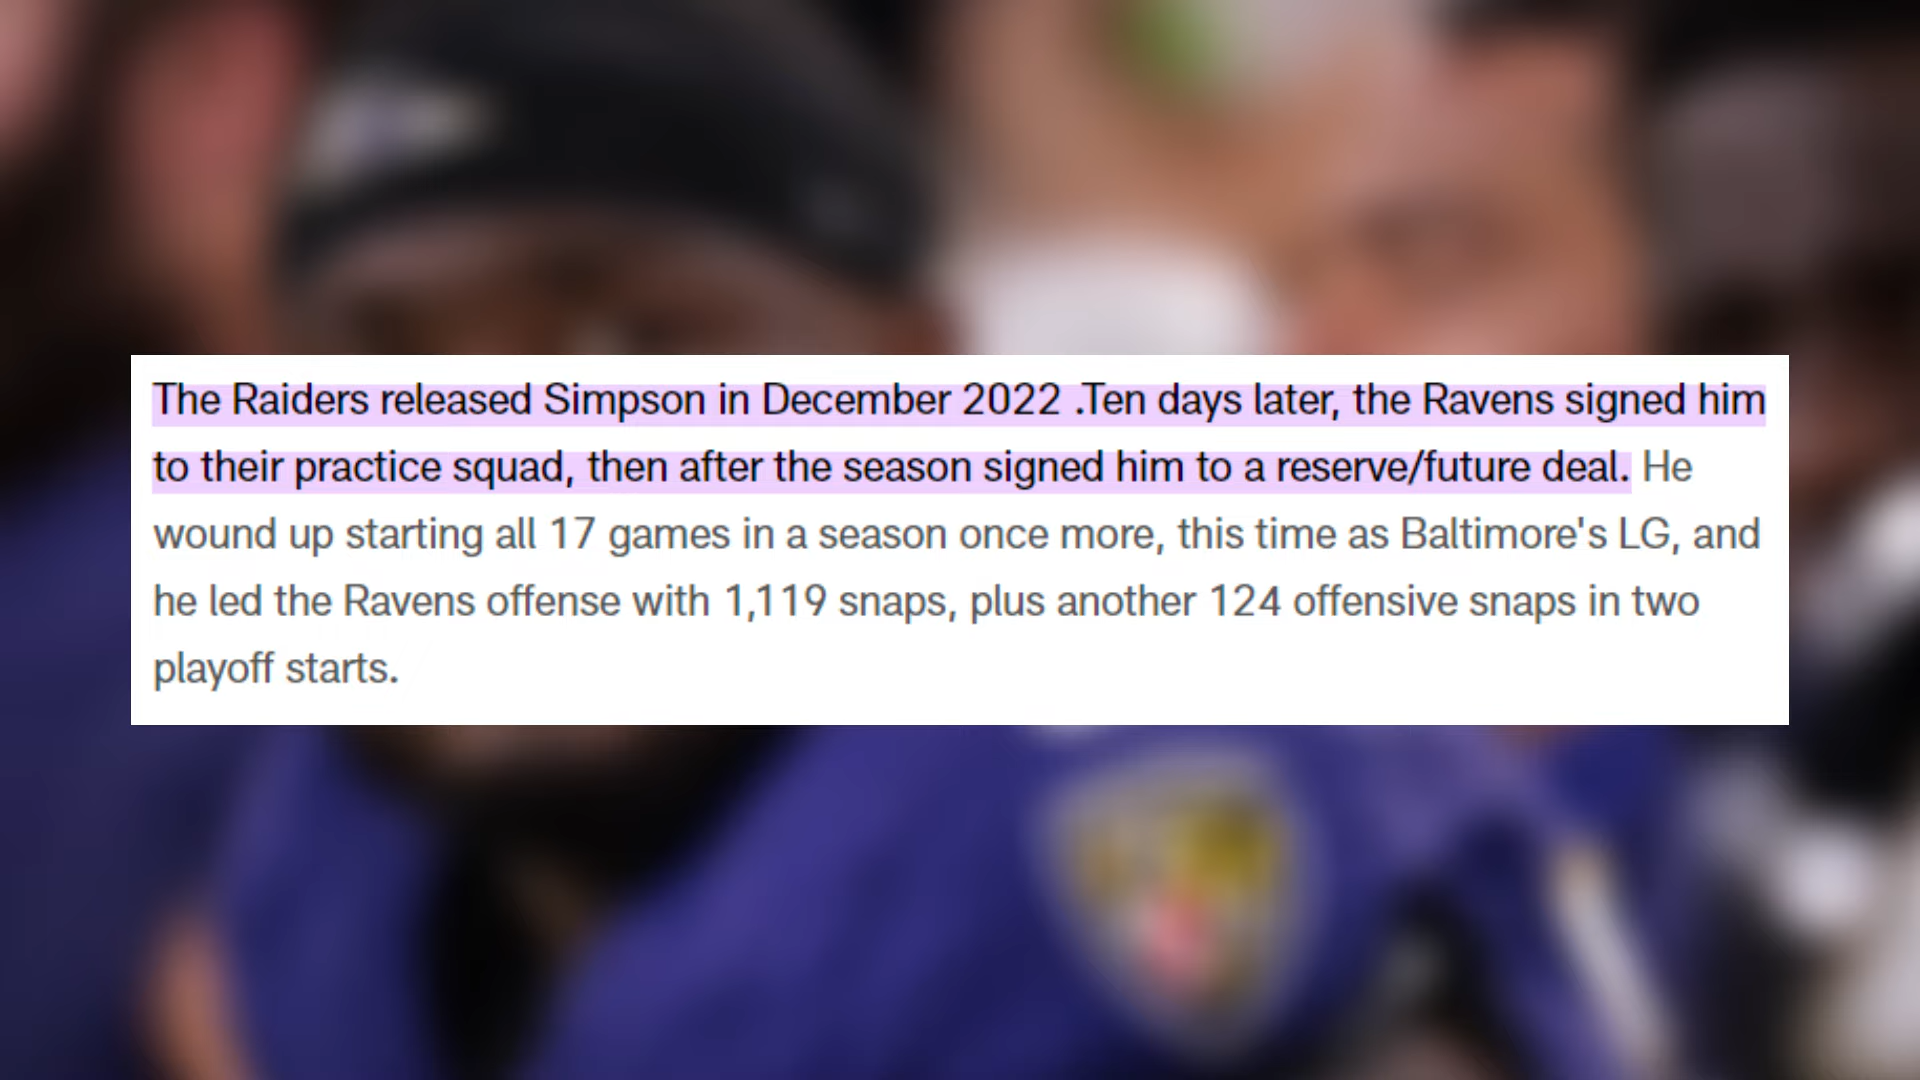 The Raiders released Simpson in December 2022 .Ten days later, the Ravens signed him
to their practice squad, then after the season signed him to a reserve/future deal. He
wound up starting all 17 games in a season once more, this time as Baltimore's LG, and
he led the Ravens offense with 1,119 snaps, plus another 124 offensive snaps in two
playoff starts.